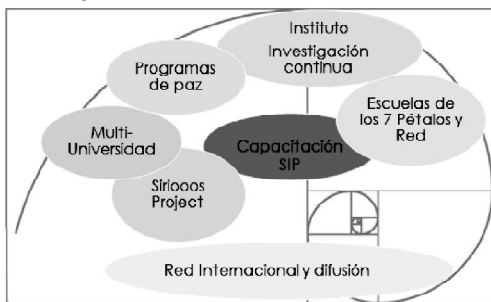 Instituto
Investigación
continua
Programas
de paz
Escuelas de
los 7 Pétalos y
Red
Multi-
Universidad
Capacitación
SIP
Siriooos
Project
Red Internacional y difusión